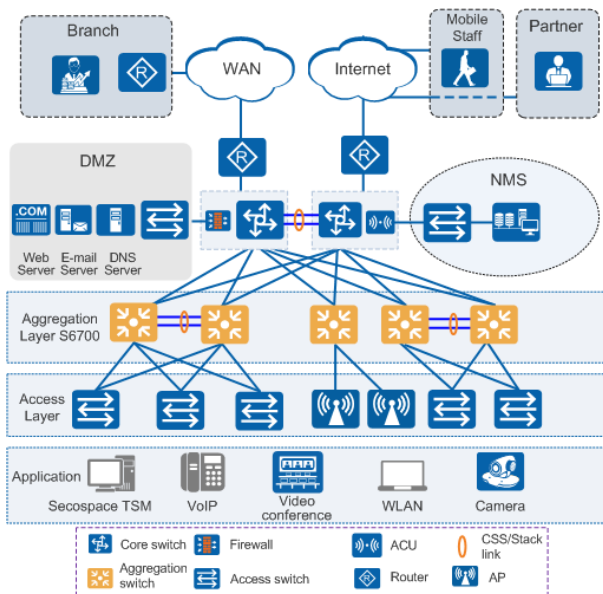 Branch
WAN
Internet
Mobile
Staff
Partner
R
R
R
DMZ
.COM
Web
Server
E-mail
Server
DNS
Server
NMS
Aggregation
Layer S6700
Access
Layer
Application
Secospace TSM
VoIP
Video
conference
WLAN
Camera
Core switch
Firewall
ACU
CSS/Stack
link
Aggregation
switch
Access switch
R
Router
AP